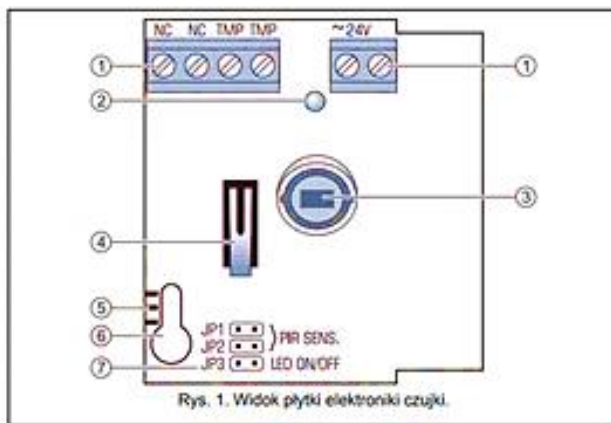 NC NC TMP TMP ~24V
1 1
2
3
4
5
6
JP1
JP2 PIR SENS.
7 JP3 LED ON/OFF
Rys. 1. Widok płytki elektroniki czujki.